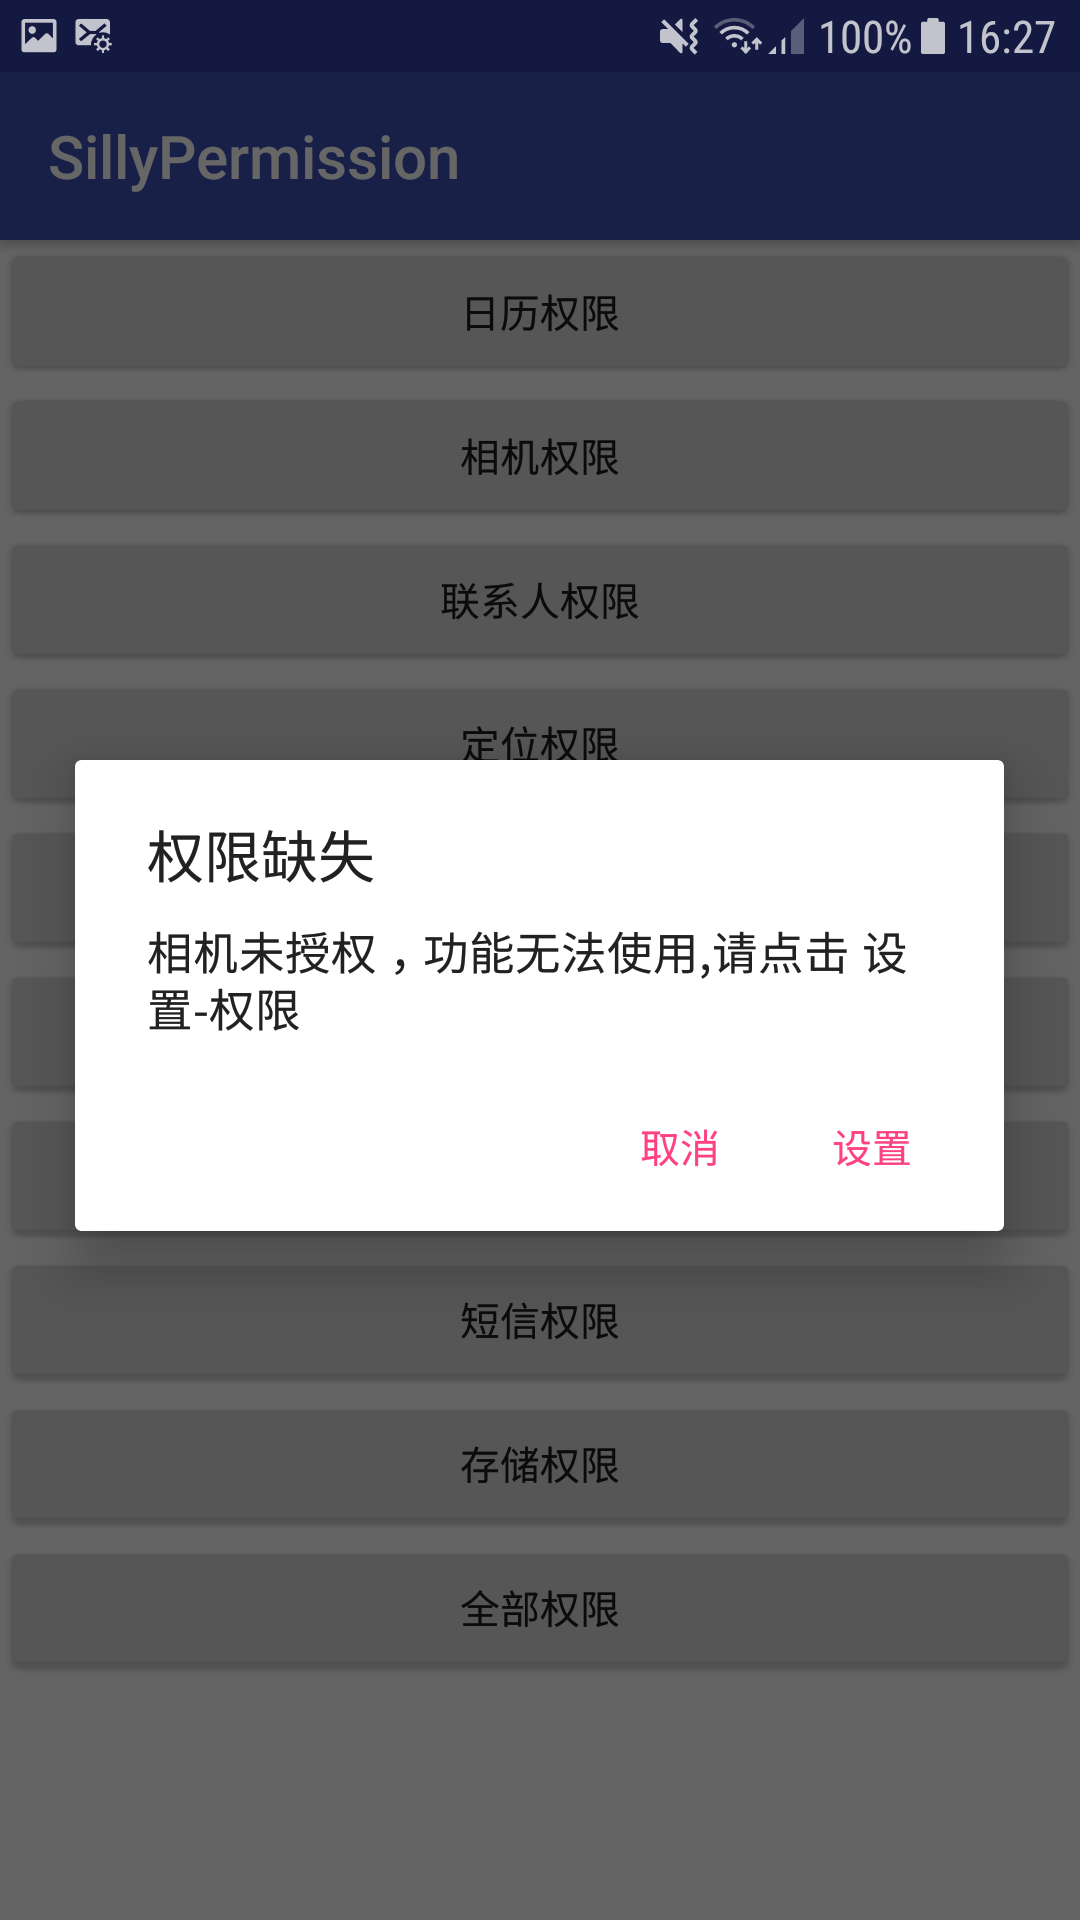 100% 16:27
SillyPermission
日历权限
相机权限
联系人权限
定位权限
权限缺失
相机未授权，功能无法使用,请点击 设
置-权限
取消 设置
短信权限
存储权限
全部权限